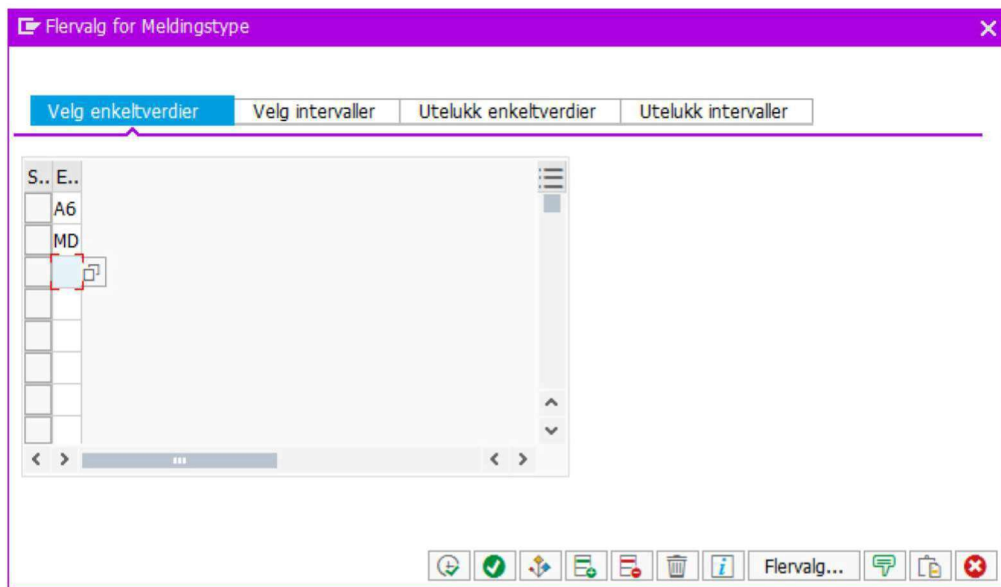 Flervalg for Meldingstype
Velg enkeltverdier Velg intervaller Utelukk enkeltverdier Utelukk intervaller
S.. E..
A6
MD
Flervalg...